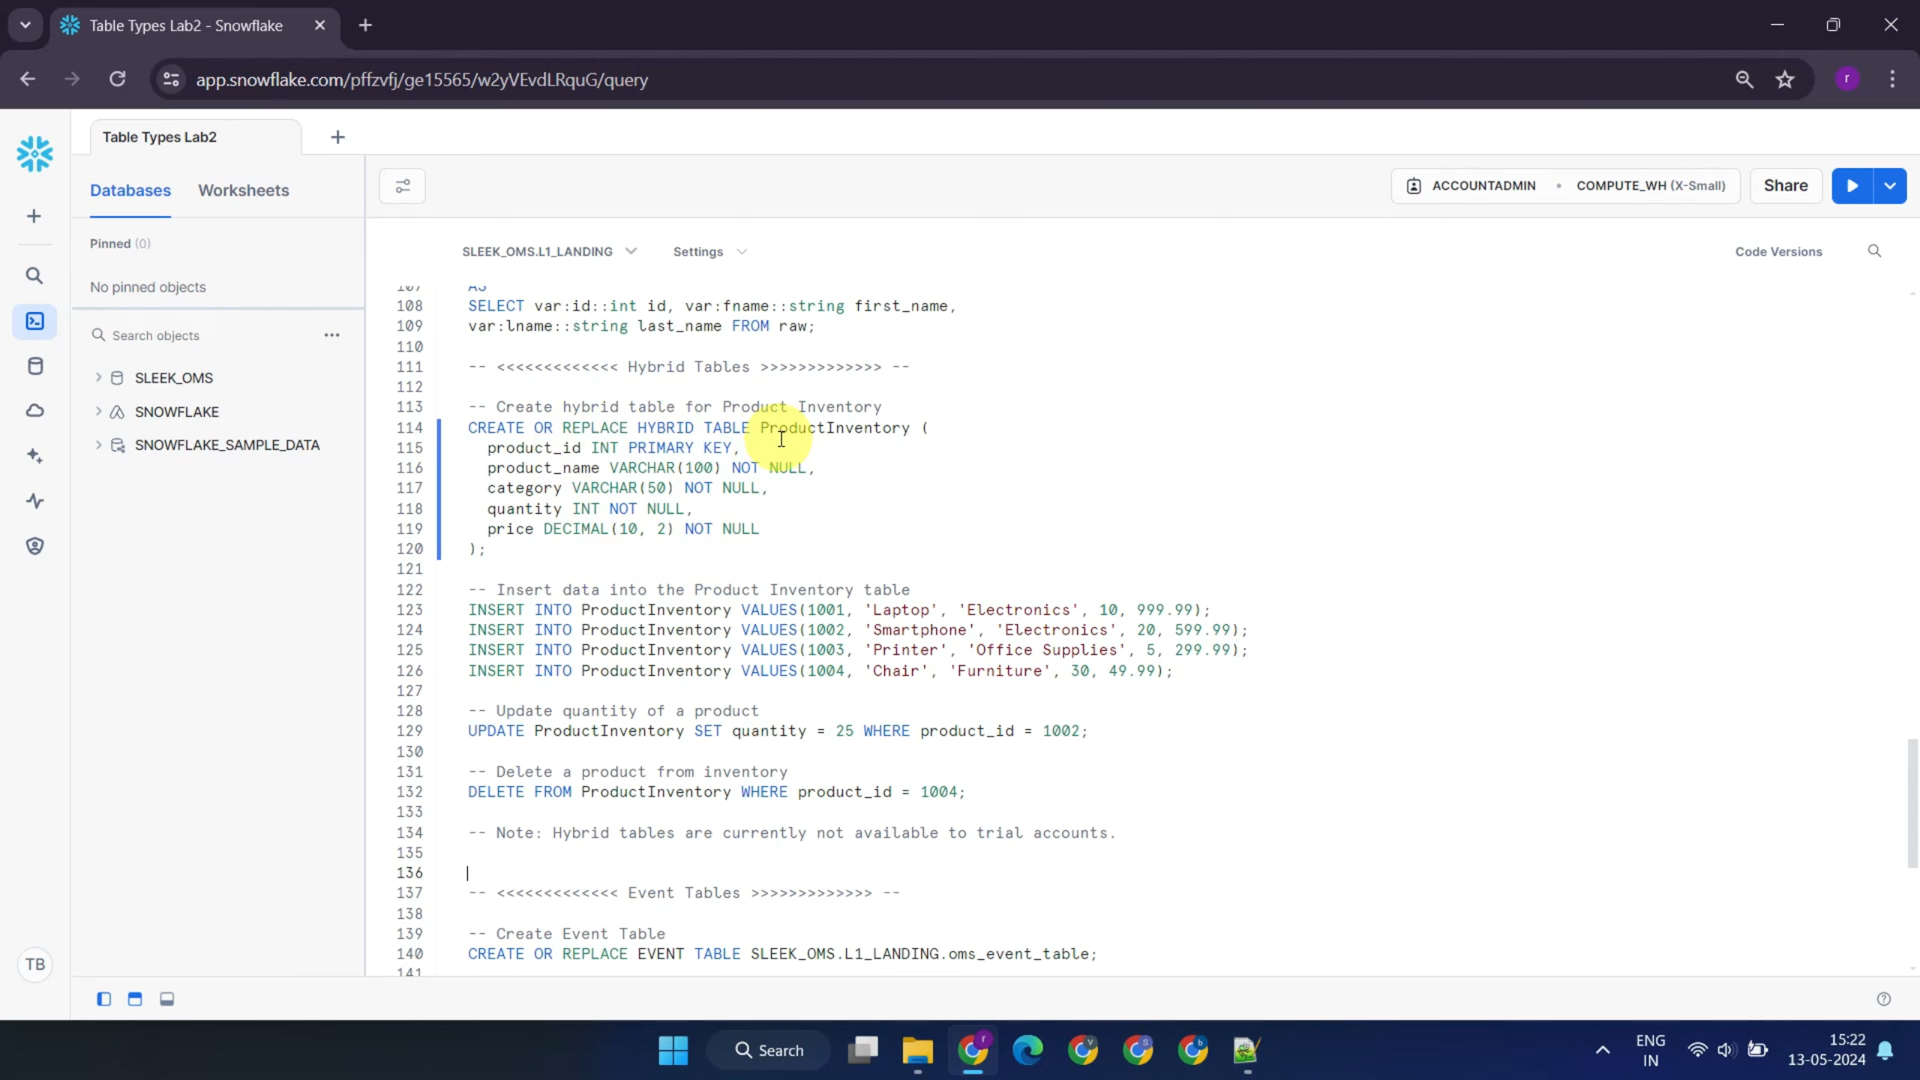 Table Types Lab2 - Snowflake
app.snowflake.com/pffzvfj/ge15565/w2yVEvdLRquG/query
r
Table Types Lab2
Databases
Worksheets
ACCOUNTADMIN
COMPUTE_WH (X-Small)
Share
Pinned (0)
No pinned objects
Search objects
SLEEK_OMS
SNOWFLAKE
SNOWFLAKE_SAMPLE_DATA
TB
SLEEK_OMS.L1_LANDING
Settings
Code Versions
107 AS
108 SELECT var:id::int id, var:fname::string first_name,
109 var:lname::string last_name FROM raw;
110
111 -- <<<<<<<<<<<<< Hybrid Tables >>>>>>>>>>>>> --
112
113 -- Create hybrid table for Product Inventory
114 CREATE OR REPLACE HYBRID TABLE ProductInventory (
115 product_id INT PRIMARY KEY,
116 product_name VARCHAR(100) NOT NULL,
117 category VARCHAR(50) NOT NULL,
118 quantity INT NOT NULL,
119 price DECIMAL(10, 2) NOT NULL
120 );
121
122 -- Insert data into the Product Inventory table
123 INSERT INTO ProductInventory VALUES(1001, 'Laptop', 'Electronics', 10, 999.99);
124 INSERT INTO ProductInventory VALUES(1002, 'Smartphone', 'Electronics', 20, 599.99);
125 INSERT INTO ProductInventory VALUES(1003, 'Printer', 'Office Supplies', 5, 299.99);
126 INSERT INTO ProductInventory VALUES(1004, 'Chair', 'Furniture', 30, 49.99);
127
128 -- Update quantity of a product
129 UPDATE ProductInventory SET quantity = 25 WHERE product_id = 1002;
130
131 -- Delete a product from inventory
132 DELETE FROM ProductInventory WHERE product_id = 1004;
133
134 -- Note: Hybrid tables are currently not available to trial accounts.
135
136
137 -- <<<<<<<<<<<<< Event Tables >>>>>>>>>>>>> --
138
139 -- Create Event Table
140 CREATE OR REPLACE EVENT TABLE SLEEK_OMS.L1_LANDING.oms_event_table;
141
Search
ENG
IN
15:22
13-05-2024